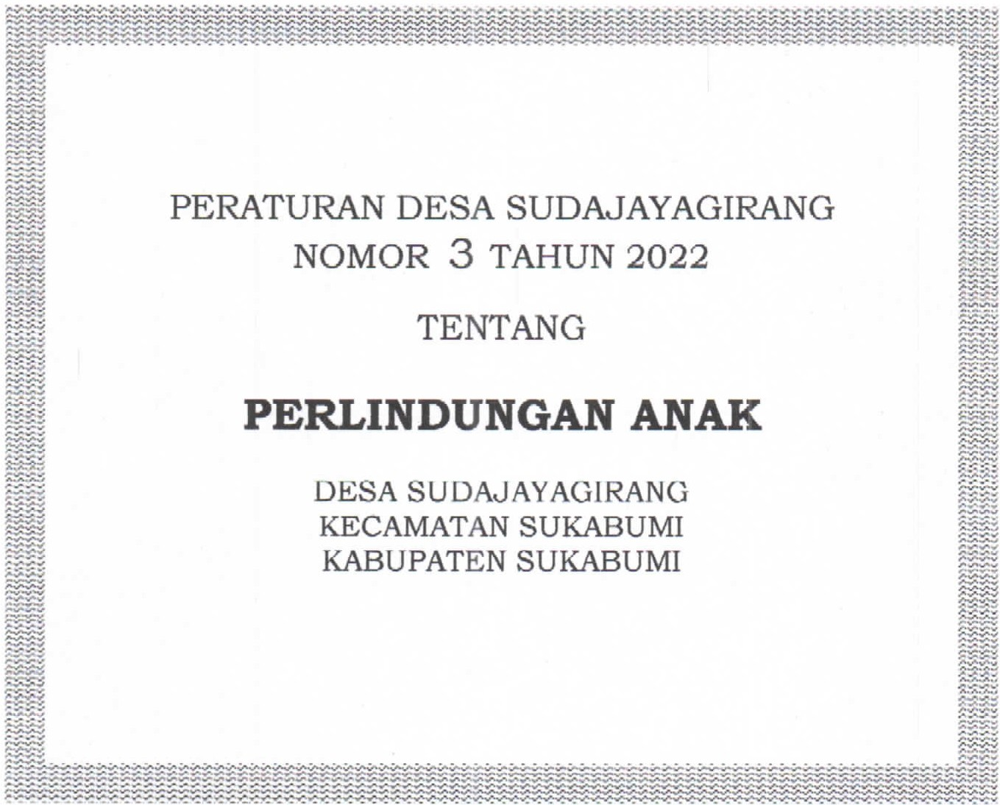 PERATURAN DESA SUDAJAYAGIRANG
NOMOR 3 TAHUN 2022
TENTANG
PERLINDUNGAN ANAK
DESA SUDAJAYAGIRANG
KECAMATAN SUKABUMI
KABUPATEN SUKABUMI